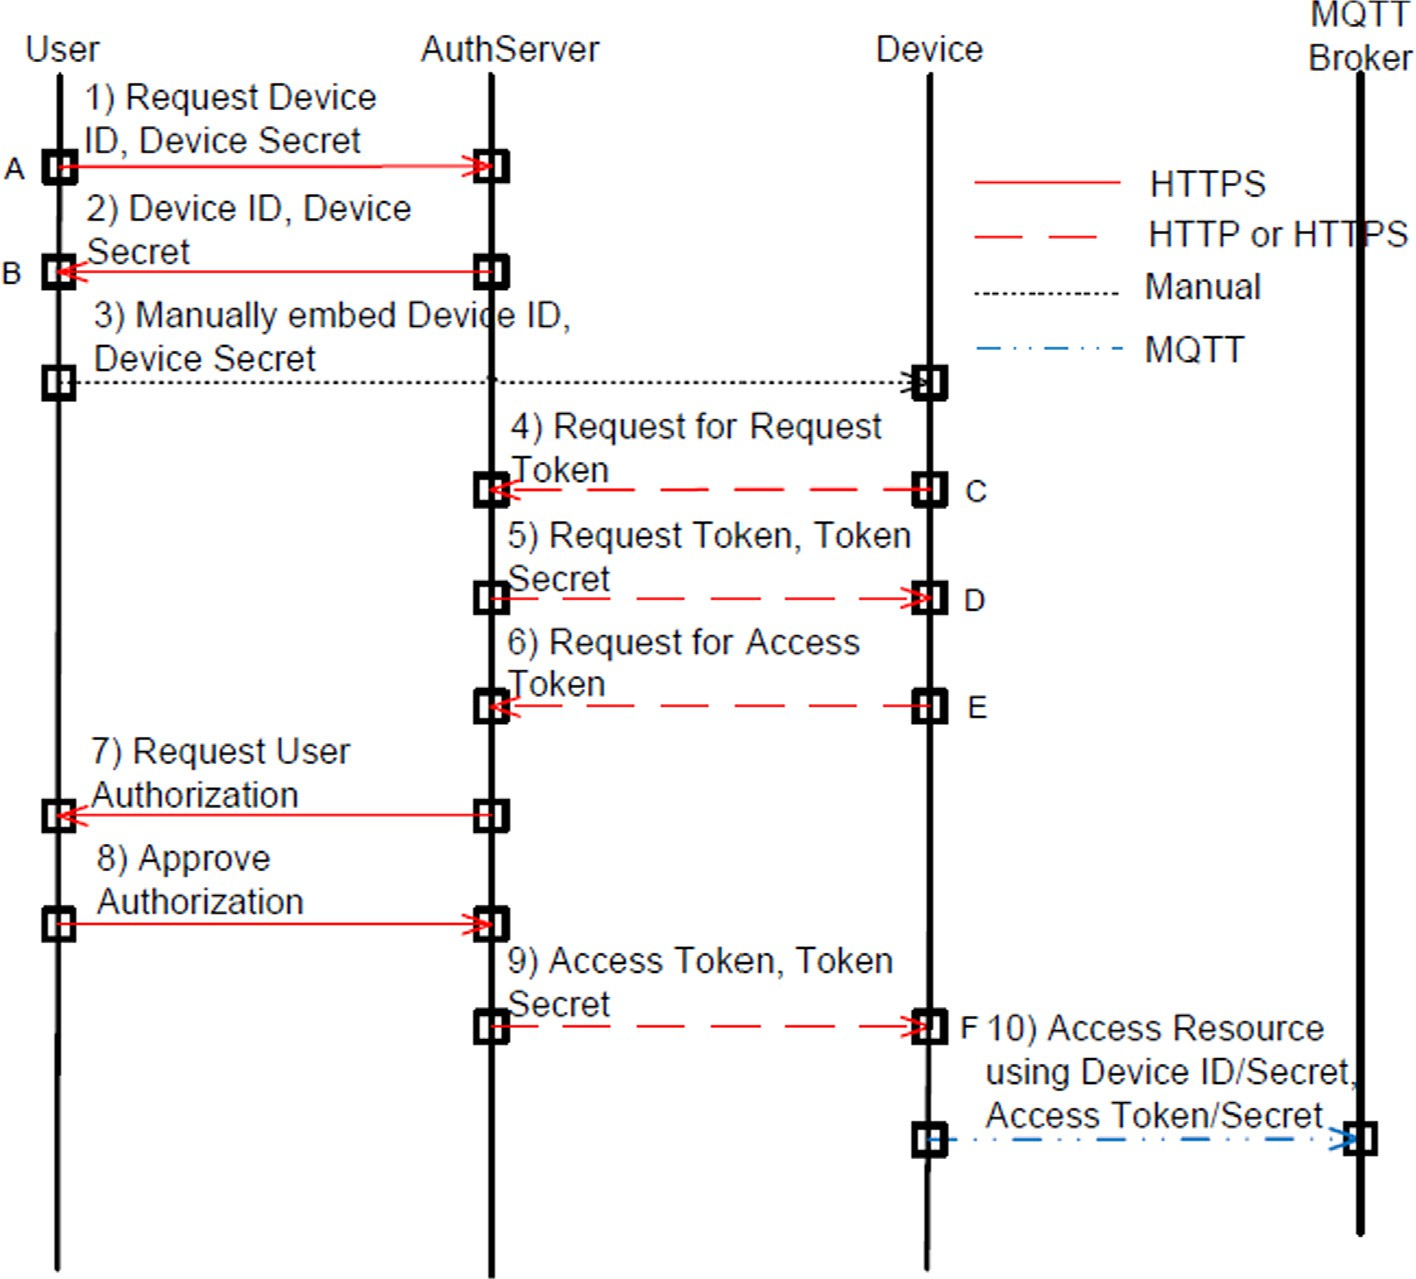 User
AuthServer
Device
MQTT
Broker
1) Request Device
ID, Device Secret
A
2) Device ID, Device
Secret
B
3) Manually embed Device ID,
Device Secret
HTTPS
HTTP or HTTPS
Manual
MQTT
4) Request for Request
Token
C
5) Request Token, Token
Secret
D
6) Request for Access
Token
E
7) Request User
Authorization
8) Approve
Authorization
9) Access Token, Token
Secret
F
10) Access Resource
using Device ID/Secret,
Access Token/Secret